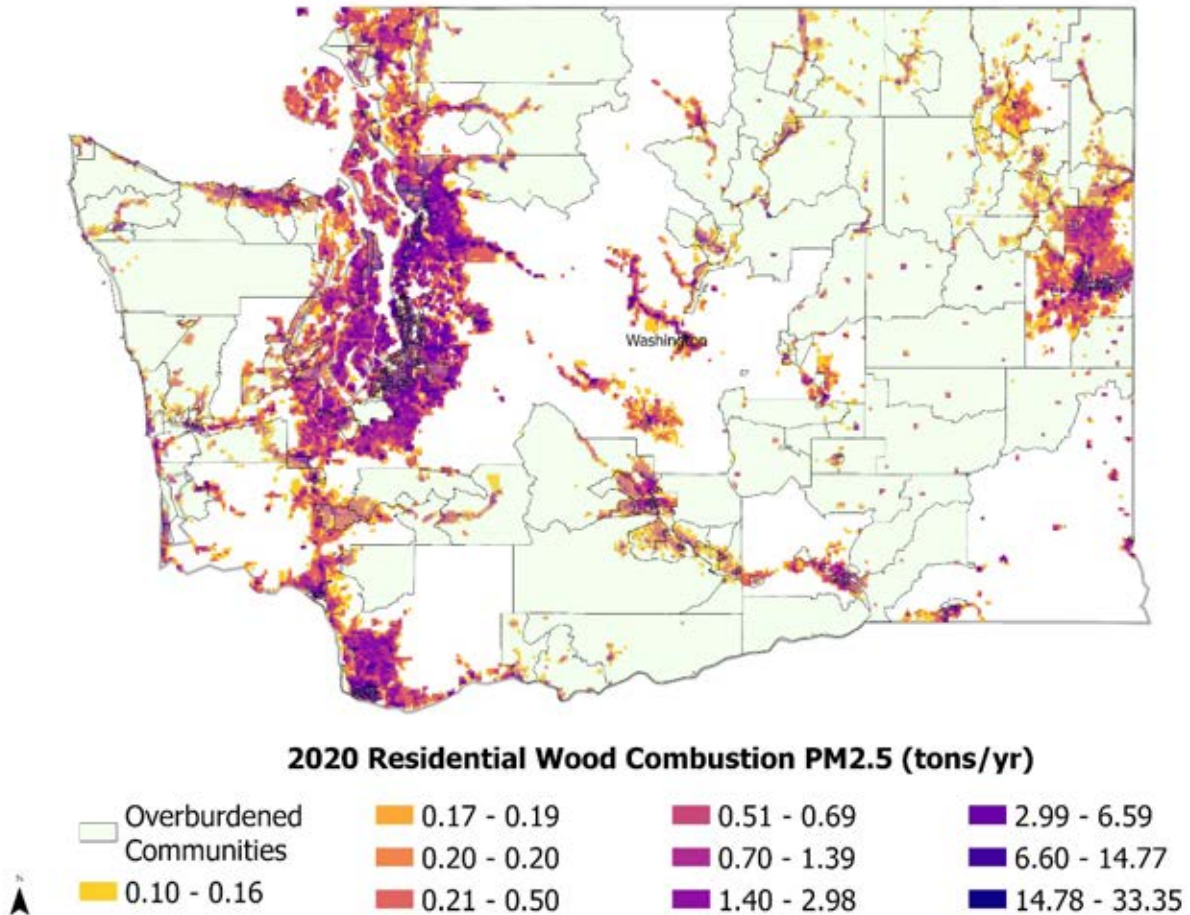 Washington
2020 Residential Wood Combustion PM2.5 (tons/yr)
Overburdened
Communities
0.10 - 0.16
0.17 - 0.19
0.20 - 0.20
0.21 - 0.50
0.51 - 0.69
0.70 - 1.39
1.40 - 2.98
2.99 - 6.59
6.60 - 14.77
14.78 - 33.35
N